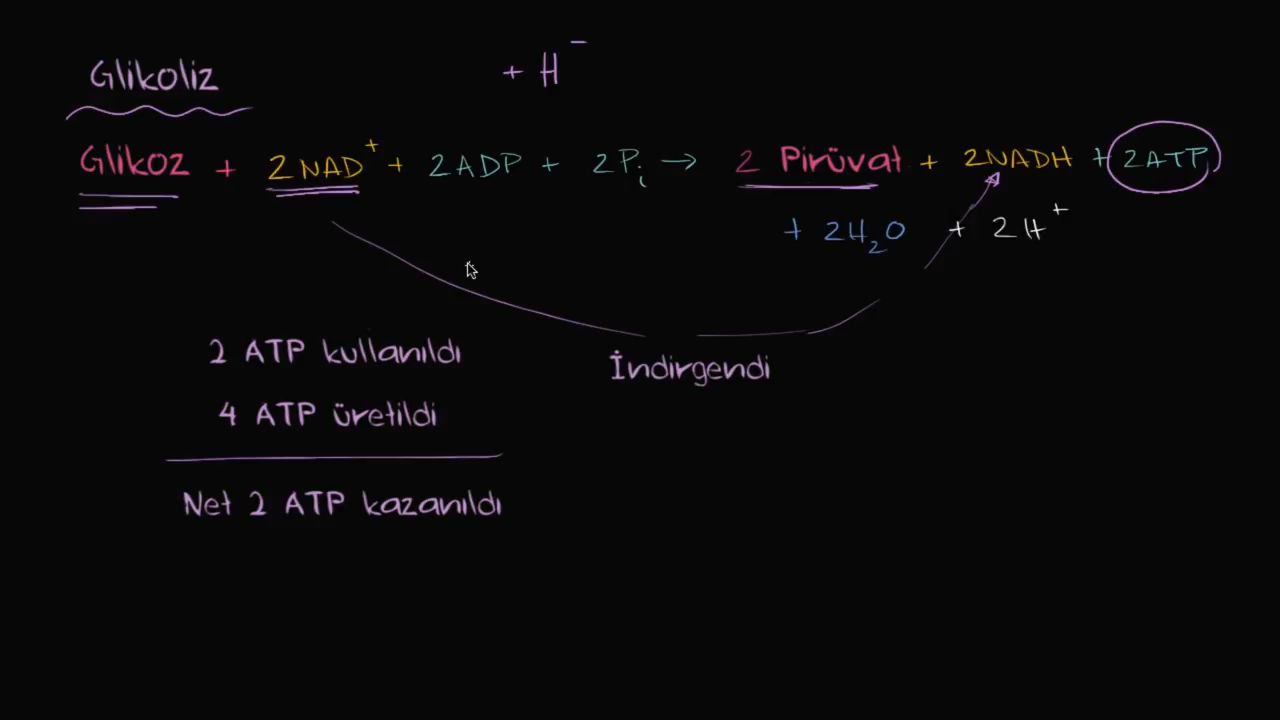 Glikoliz
+ H⁻
Glikoz + 2NAD⁺ + 2ADP + 2Pᵢ → 2 Pirüvat + 2NADH + 2ATP
+ 2H₂O + 2H⁺
2 ATP kullanıldı
İndirgendi
4 ATP üretildi
Net 2 ATP kazanıldı